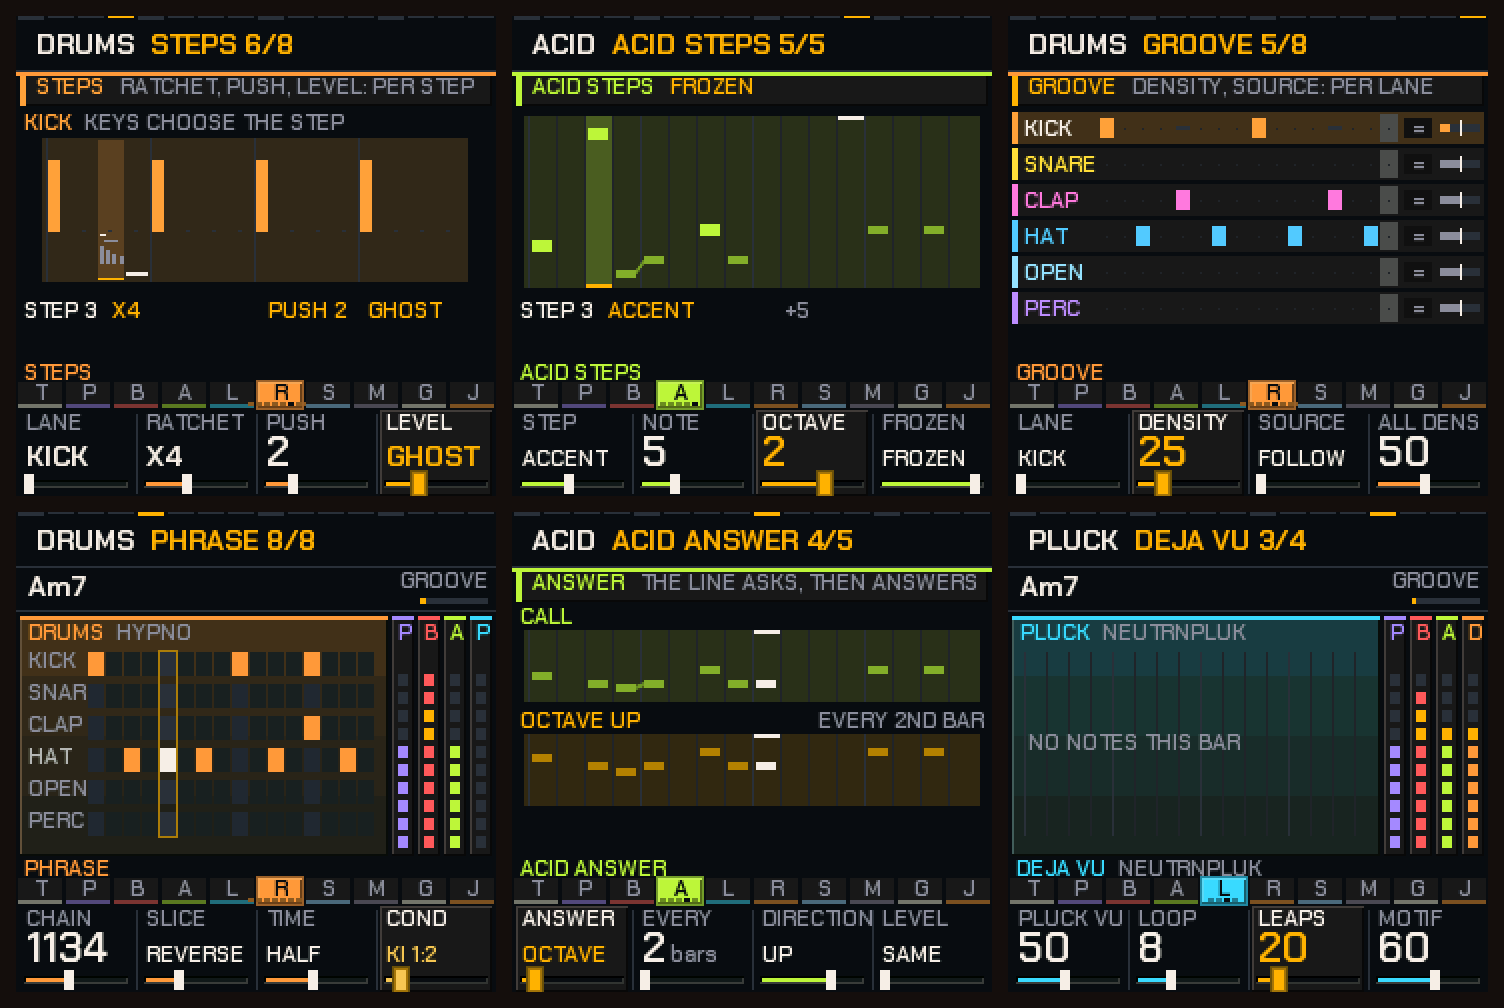 DRUMS STEPS 6/8
STEPS RATCHET, PUSH, LEVEL: PER STEP
KICK KEYS CHOOSE THE STEP
STEP 3 X4 PUSH 2 GHOST
STEPS
T P B A L R S M G J
LANE RATCHET PUSH LEVEL
KICK X4 2 GHOST
ACID ACID STEPS 5/5
ACID STEPS FROZEN
STEP 3 ACCENT +5
ACID STEPS
T P B A L R S M G J
STEP NOTE OCTAVE FROZEN
ACCENT 5 2 FROZEN
DRUMS GROOVE 5/8
GROOVE DENSITY, SOURCE: PER LANE
KICK =
SNARE =
CLAP =
HAT =
OPEN =
PERC =
GROOVE
T P B A L R S M G J
LANE DENSITY SOURCE ALL DENS
KICK 25 FOLLOW 50
DRUMS PHRASE 8/8
Am7 GROOVE
DRUMS HYPNO P B A P
KICK
SNAR
CLAP
HAT
OPEN
PERC
PHRASE
T P B A L R S M G J
CHAIN SLICE TIME COND
1134 REVERSE HALF KI 1:2
ACID ACID ANSWER 4/5
ANSWER THE LINE ASKS, THEN ANSWERS
CALL
OCTAVE UP EVERY 2ND BAR
ACID ANSWER
T P B A L R S M G J
ANSWER EVERY DIRECTION LEVEL
OCTAVE 2 bars UP SAME
PLUCK DEJA VU 3/4
Am7 GROOVE
PLUCK NEUTRNPLUK P B A D
NO NOTES THIS BAR
DEJA VU NEUTRNPLUK
T P B A L R S M G J
PLUCK VU LOOP LEAPS MOTIF
50 8 20 60